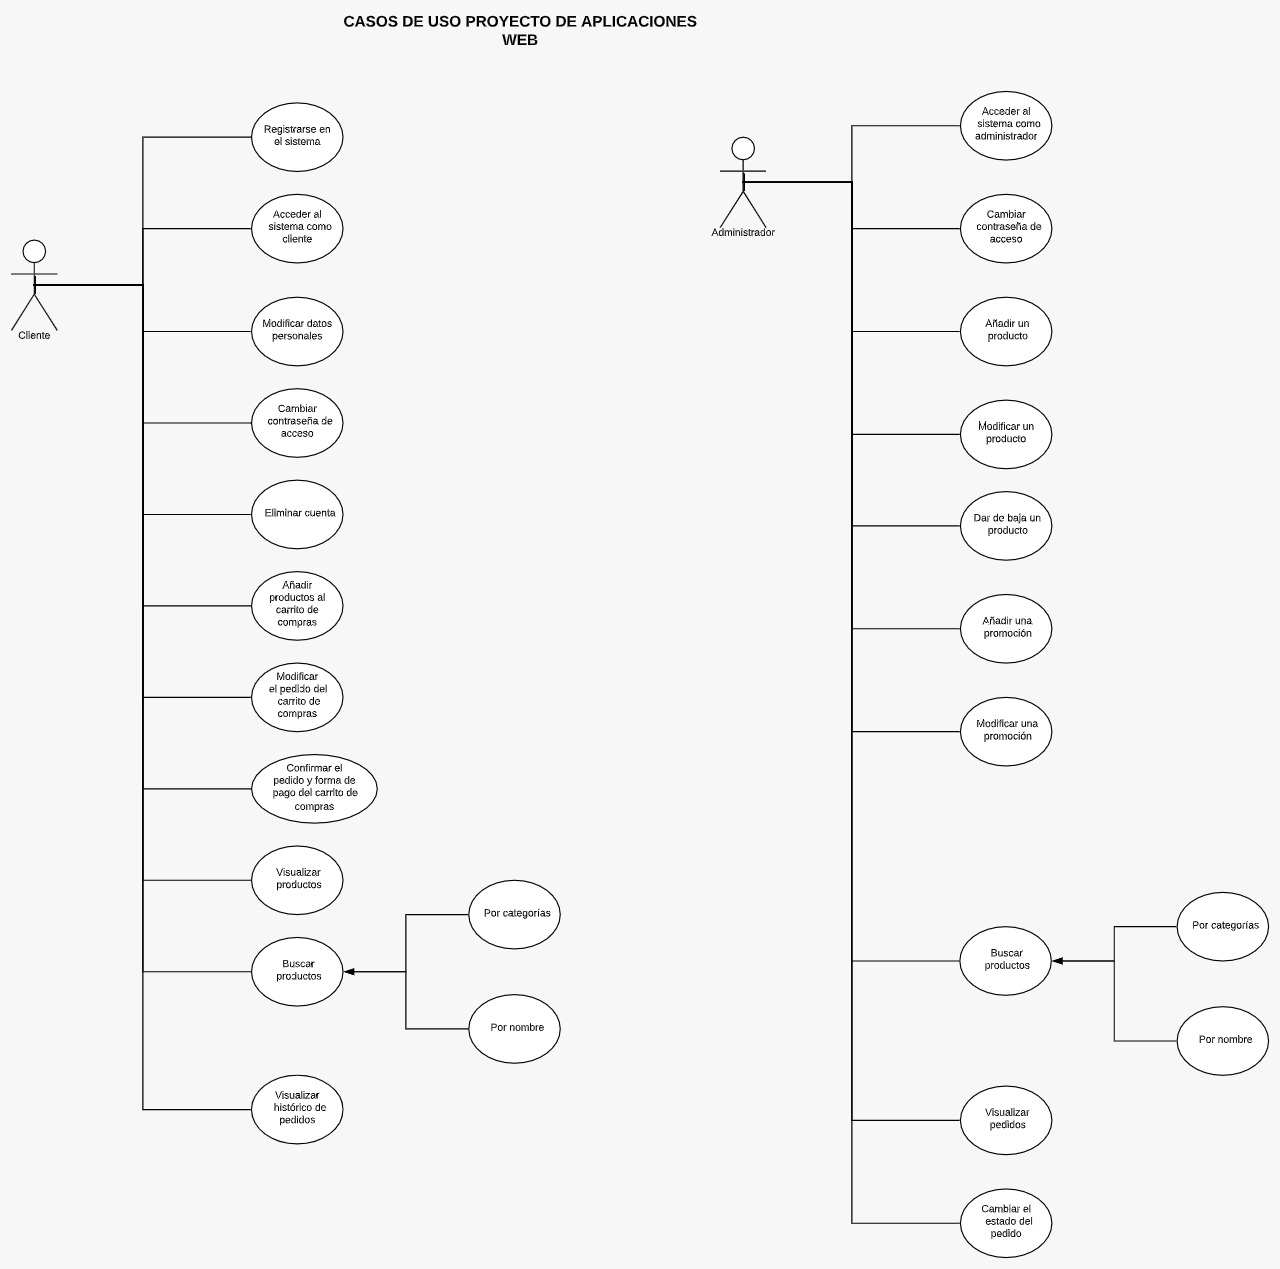 CASOS DE USO PROYECTO DE APLICACIONES
WEB
Cliente
Registrarse en
el sistema
Acceder al
sistema como
cliente
Modificar datos
personales
Cambiar
contraseña de
acceso
Eliminar cuenta
Añadir
productos al
carrito de
compras
Modificar
el pedido del
carrito de
compras
Confirmar el
pedido y forma de
pago del carrito de
compras
Visualizar
productos
Buscar
productos
Por categorías
Por nombre
Visualizar
histórico de
pedidos
Administrador
Acceder al
sistema como
administrador
Cambiar
contraseña de
acceso
Añadir un
producto
Modificar un
producto
Dar de baja un
producto
Añadir una
promoción
Modificar una
promoción
Buscar
productos
Por categorías
Por nombre
Visualizar
pedidos
Cambiar el
estado del
pedido